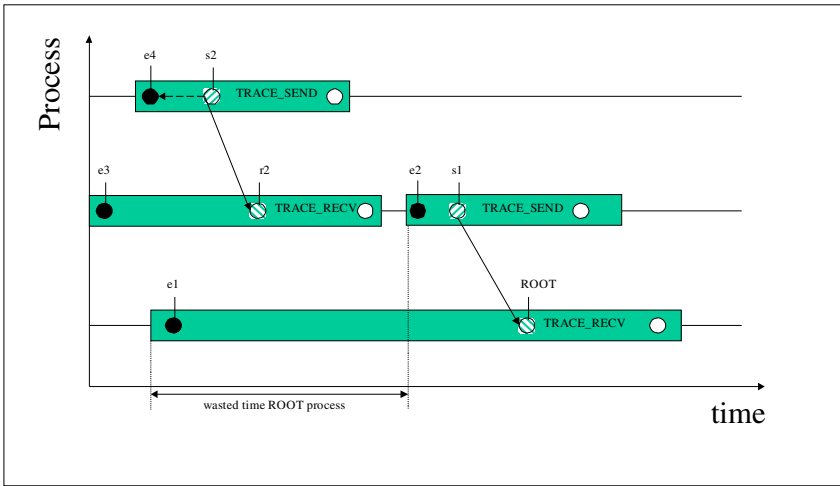 Process
e4
s2
TRACE_SEND
e3
r2
TRACE_RECV
e2
s1
TRACE_SEND
e1
ROOT
TRACE_RECV
wasted time ROOT process
time